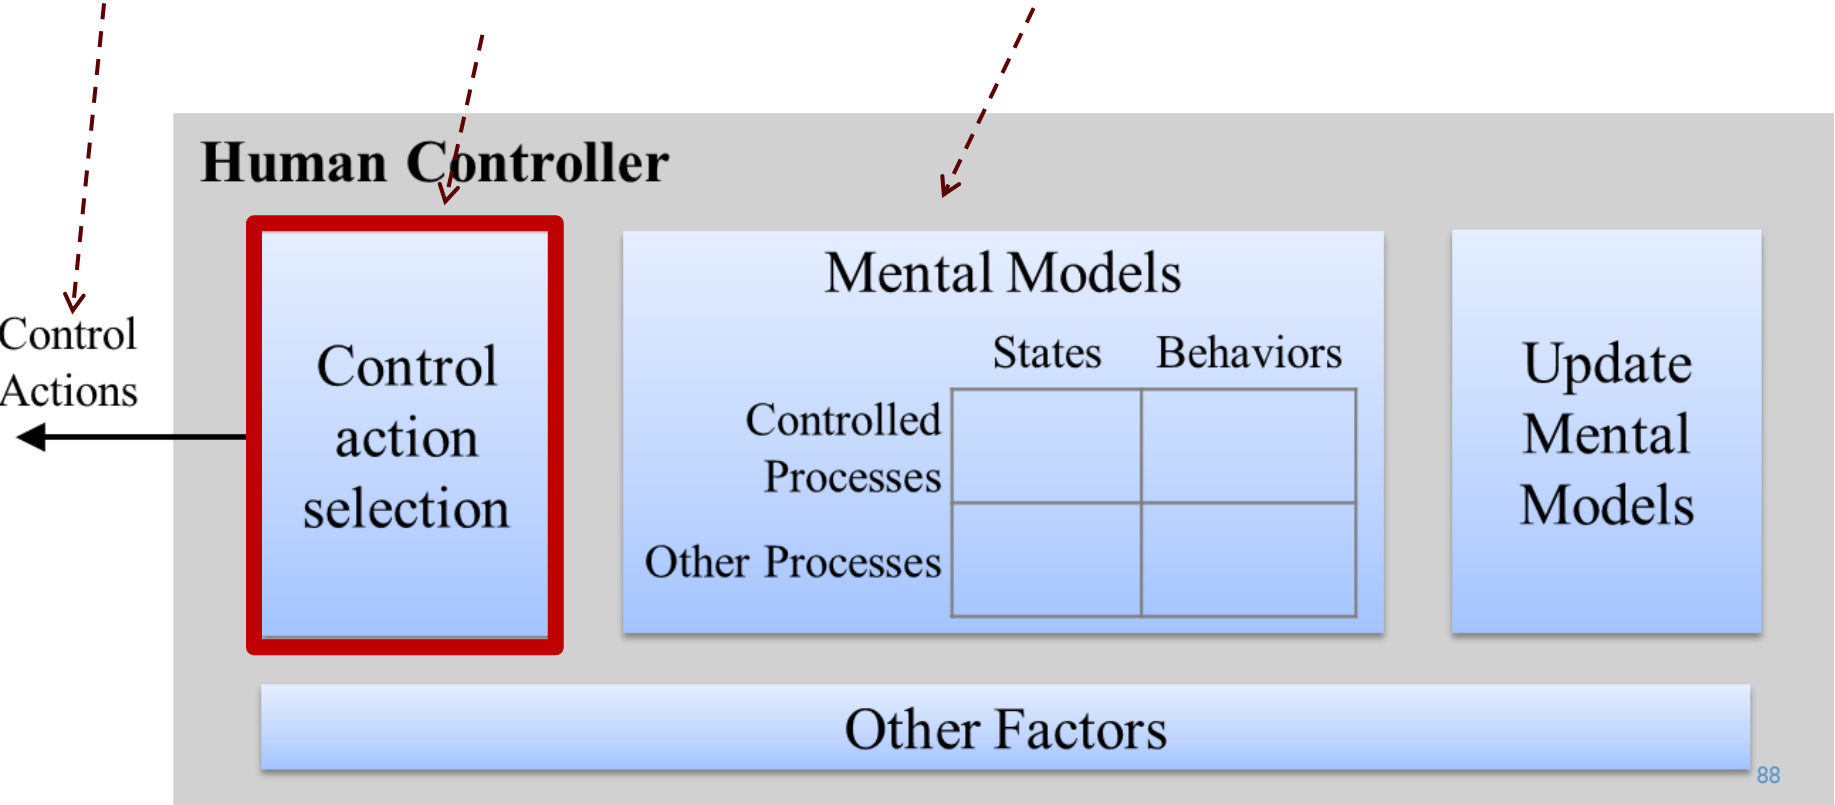 Human Controller
Control
Actions
Control
action
selection
Mental Models
States Behaviors
Controlled
Processes
Other Processes
Update
Mental
Models
Other Factors
88